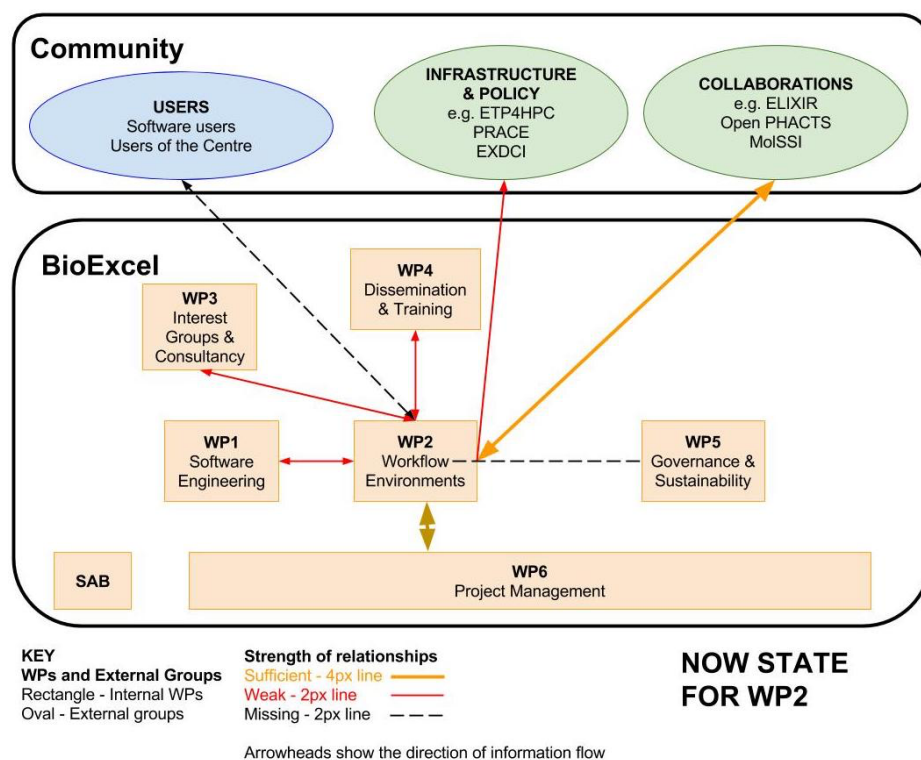 Community
USERS
Software users
Users of the Centre
INFRASTRUCTURE
& POLICY
e.g. ETP4HPC
PRACE
EXDCI
COLLABORATIONS
e.g. ELIXIR
Open PHACTS
MolSSI
BioExcel
WP3
Interest
Groups &
Consultancy
WP4
Dissemination
& Training
WP1
Software
Engineering
WP2
Workflow
Environments
WP5
Governance &
Sustainability
SAB
WP6
Project Management
KEY
WPs and External Groups
Rectangle - Internal WPs
Oval - External groups
Strength of relationships
Sufficient - 4px line
Weak - 2px line
Missing - 2px line
Arrowheads show the direction of information flow
NOW STATE
FOR WP2